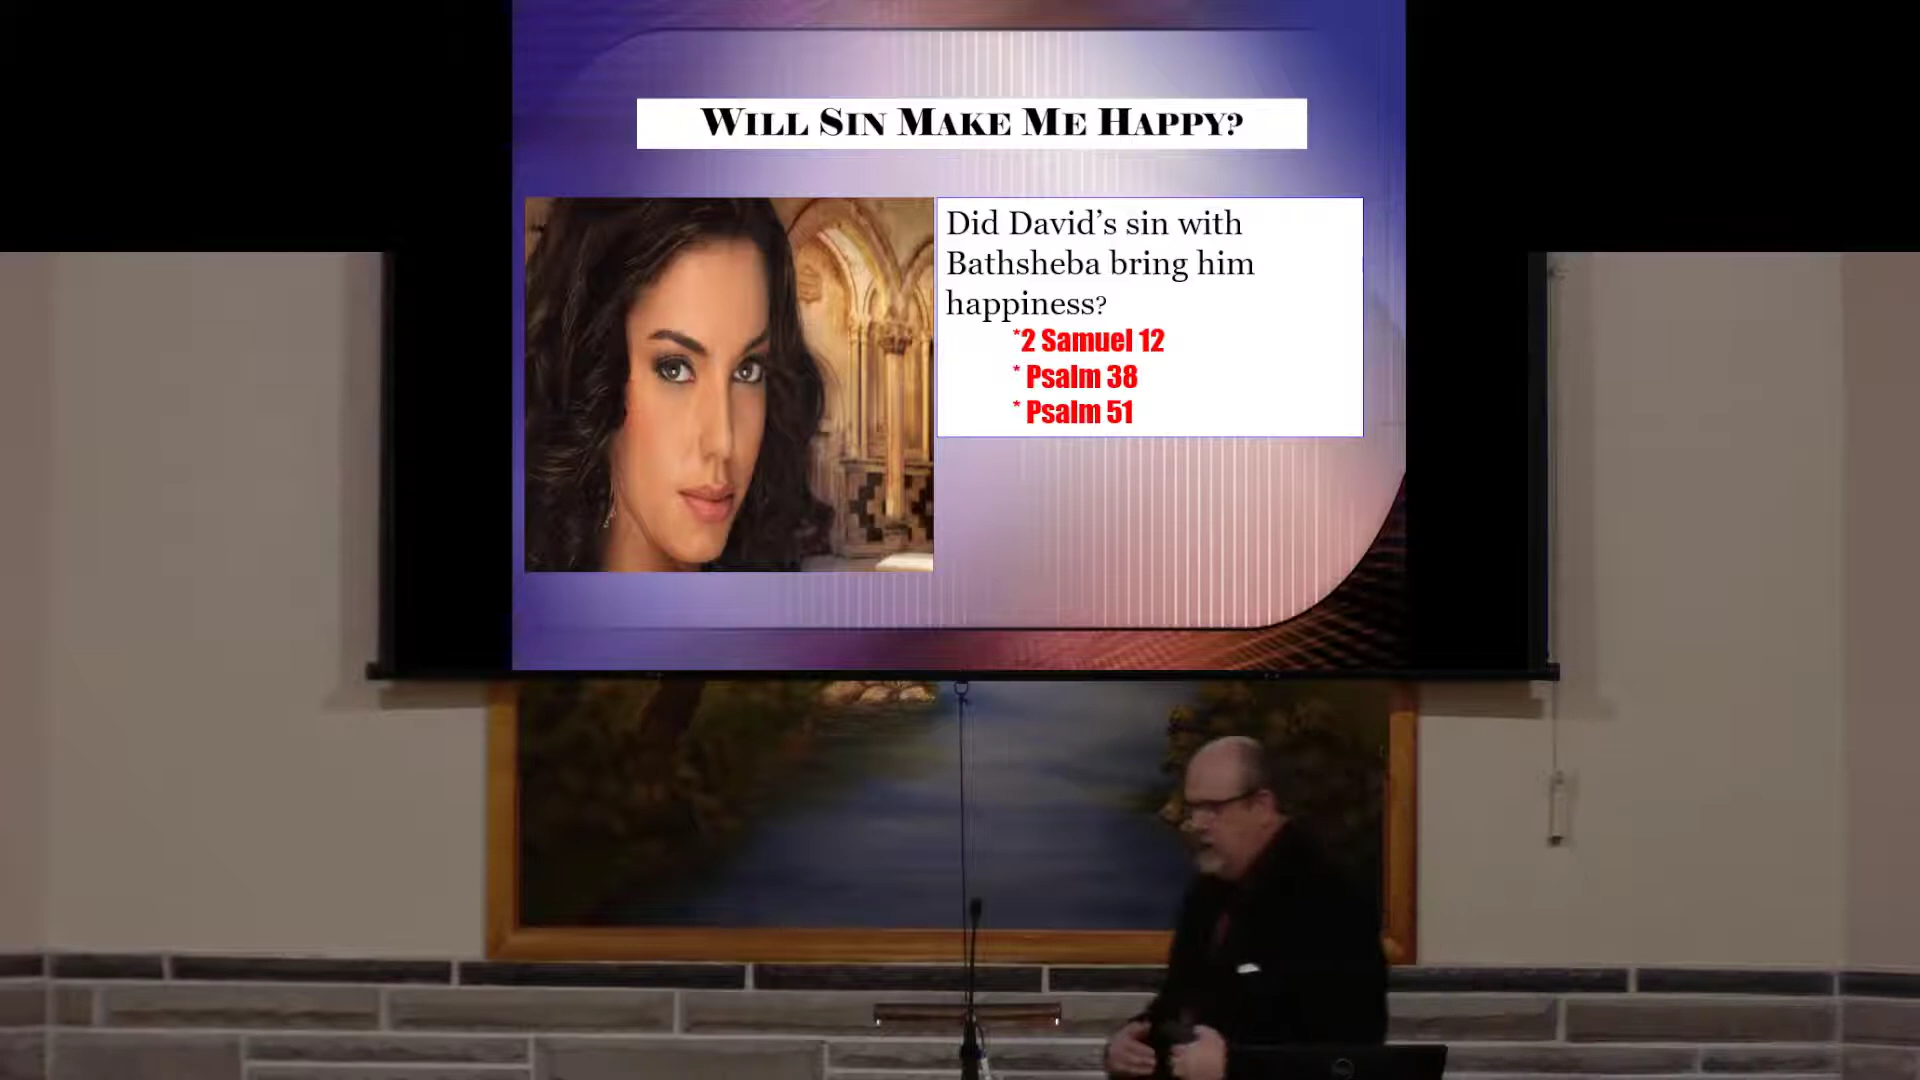 WILL SIN MAKE ME HAPPY?
Did David's sin with
Bathsheba bring him
happiness?
*2 Samuel 12
* Psalm 38
* Psalm 51